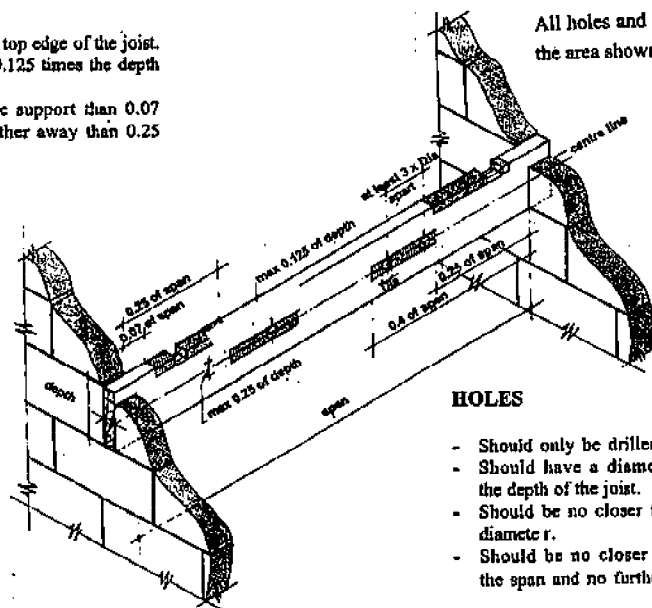 top edge of the joist.
0.125 times the depth
support than 0.07
ther away than 0.25
All holes and
the area shown
centre line
at least 3 x Dia
apart
max 0.125 of depth
0.25 of span
0.07 of span
Dia
0.25 of span
0.4 of span
depth
max 0.25 of depth
span
HOLES
- Should only be drille
- Should have a diame
the depth of the joist.
- Should be no closer
diameter.
- Should be no closer
the span and no furth